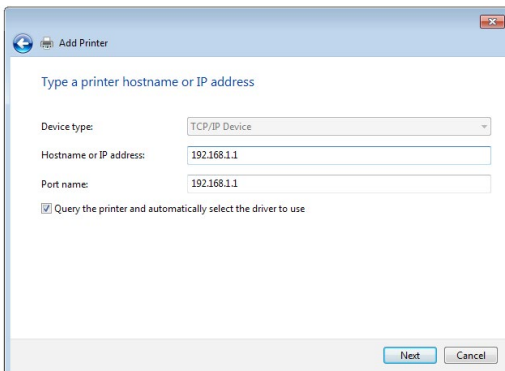 Add Printer
Type a printer hostname or IP address
Device type: TCP/IP Device
Hostname or IP address: 192.168.1.1
Port name: 192.168.1.1
Query the printer and automatically select the driver to use
Next Cancel